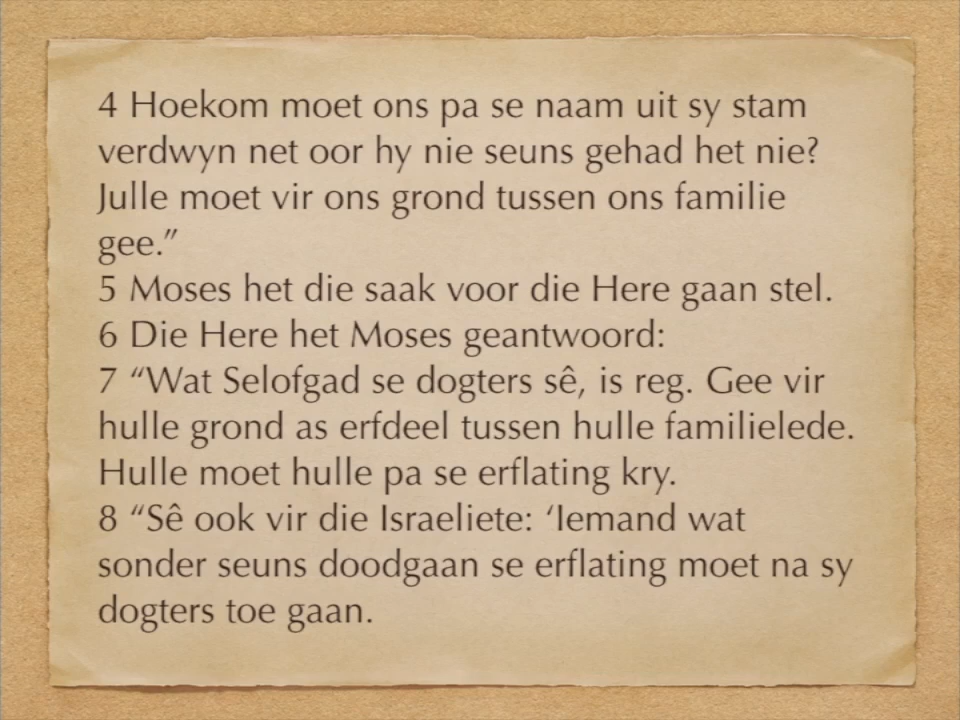 4 Hoekom moet ons pa se naam uit sy stam
verdwyn net oor hy nie seuns gehad het nie?
Julle moet vir ons grond tussen ons familie
gee.”
5 Moses het die saak voor die Here gaan stel.
6 Die Here het Moses geantwoord:
7 “Wat Selofgad se dogters sê, is reg. Gee vir
hulle grond as erfdeel tussen hulle familielede.
Hulle moet hulle pa se erflating kry.
8 “Sê ook vir die Israeliete: ‘Iemand wat
sonder seuns doodgaan se erflating moet na sy
dogters toe gaan.